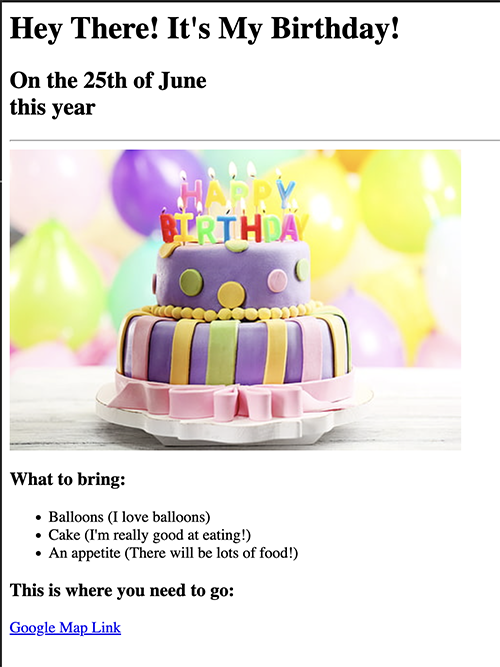 Hey There! It's My Birthday!
On the 25th of June
this year
HAPPY
BIRTHDAY
What to bring:
Balloons (I love balloons)
Cake (I'm really good at eating!)
An appetite (There will be lots of food!)
This is where you need to go:
Google Map Link